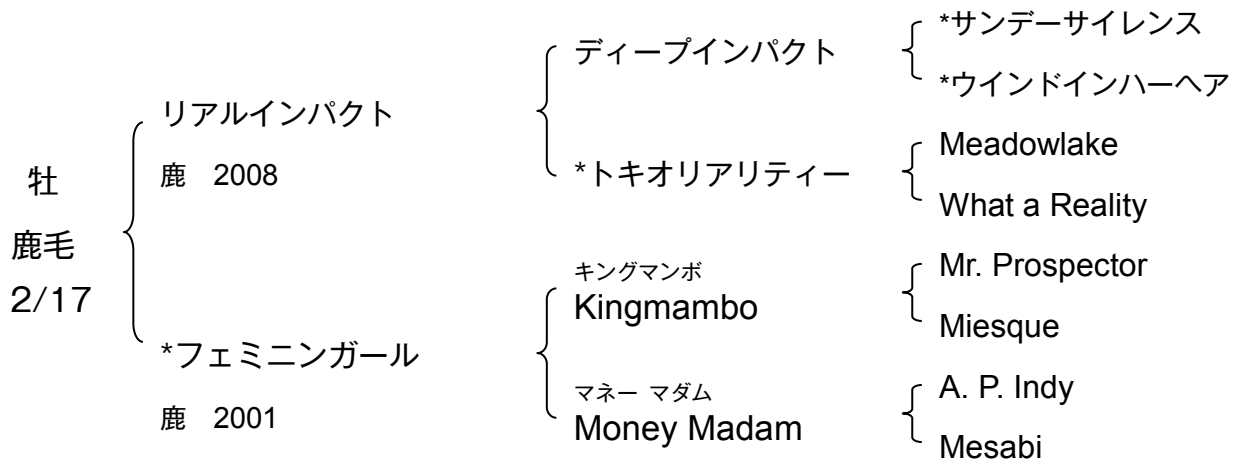 牡
鹿毛
2/17
リアルインパクト
鹿 2008
*フェミニンガール
鹿 2001
ディープインパクト
*トキオリアリティー
キングマンボ
Kingmambo
マネー マダム
Money Madam
*サンデーサイレンス
*ウインドインハーヘア
Meadowlake
What a Reality
Mr. Prospector
Miesque
A. P. Indy
Mesabi